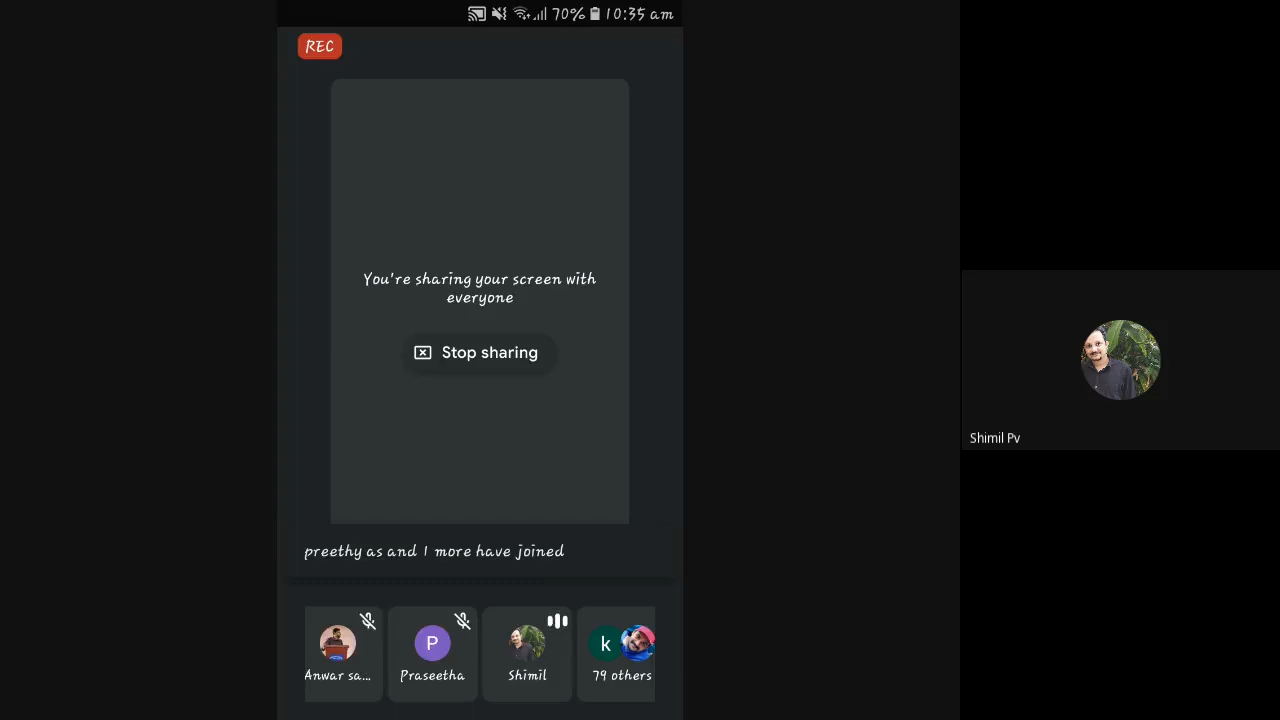 70% 10:35 am
REC
You're sharing your screen with
everyone
Stop sharing
preethy as and 1 more have joined
P
k
Anwar sa...
Praseetha
Shimil
79 others
Shimil Pv